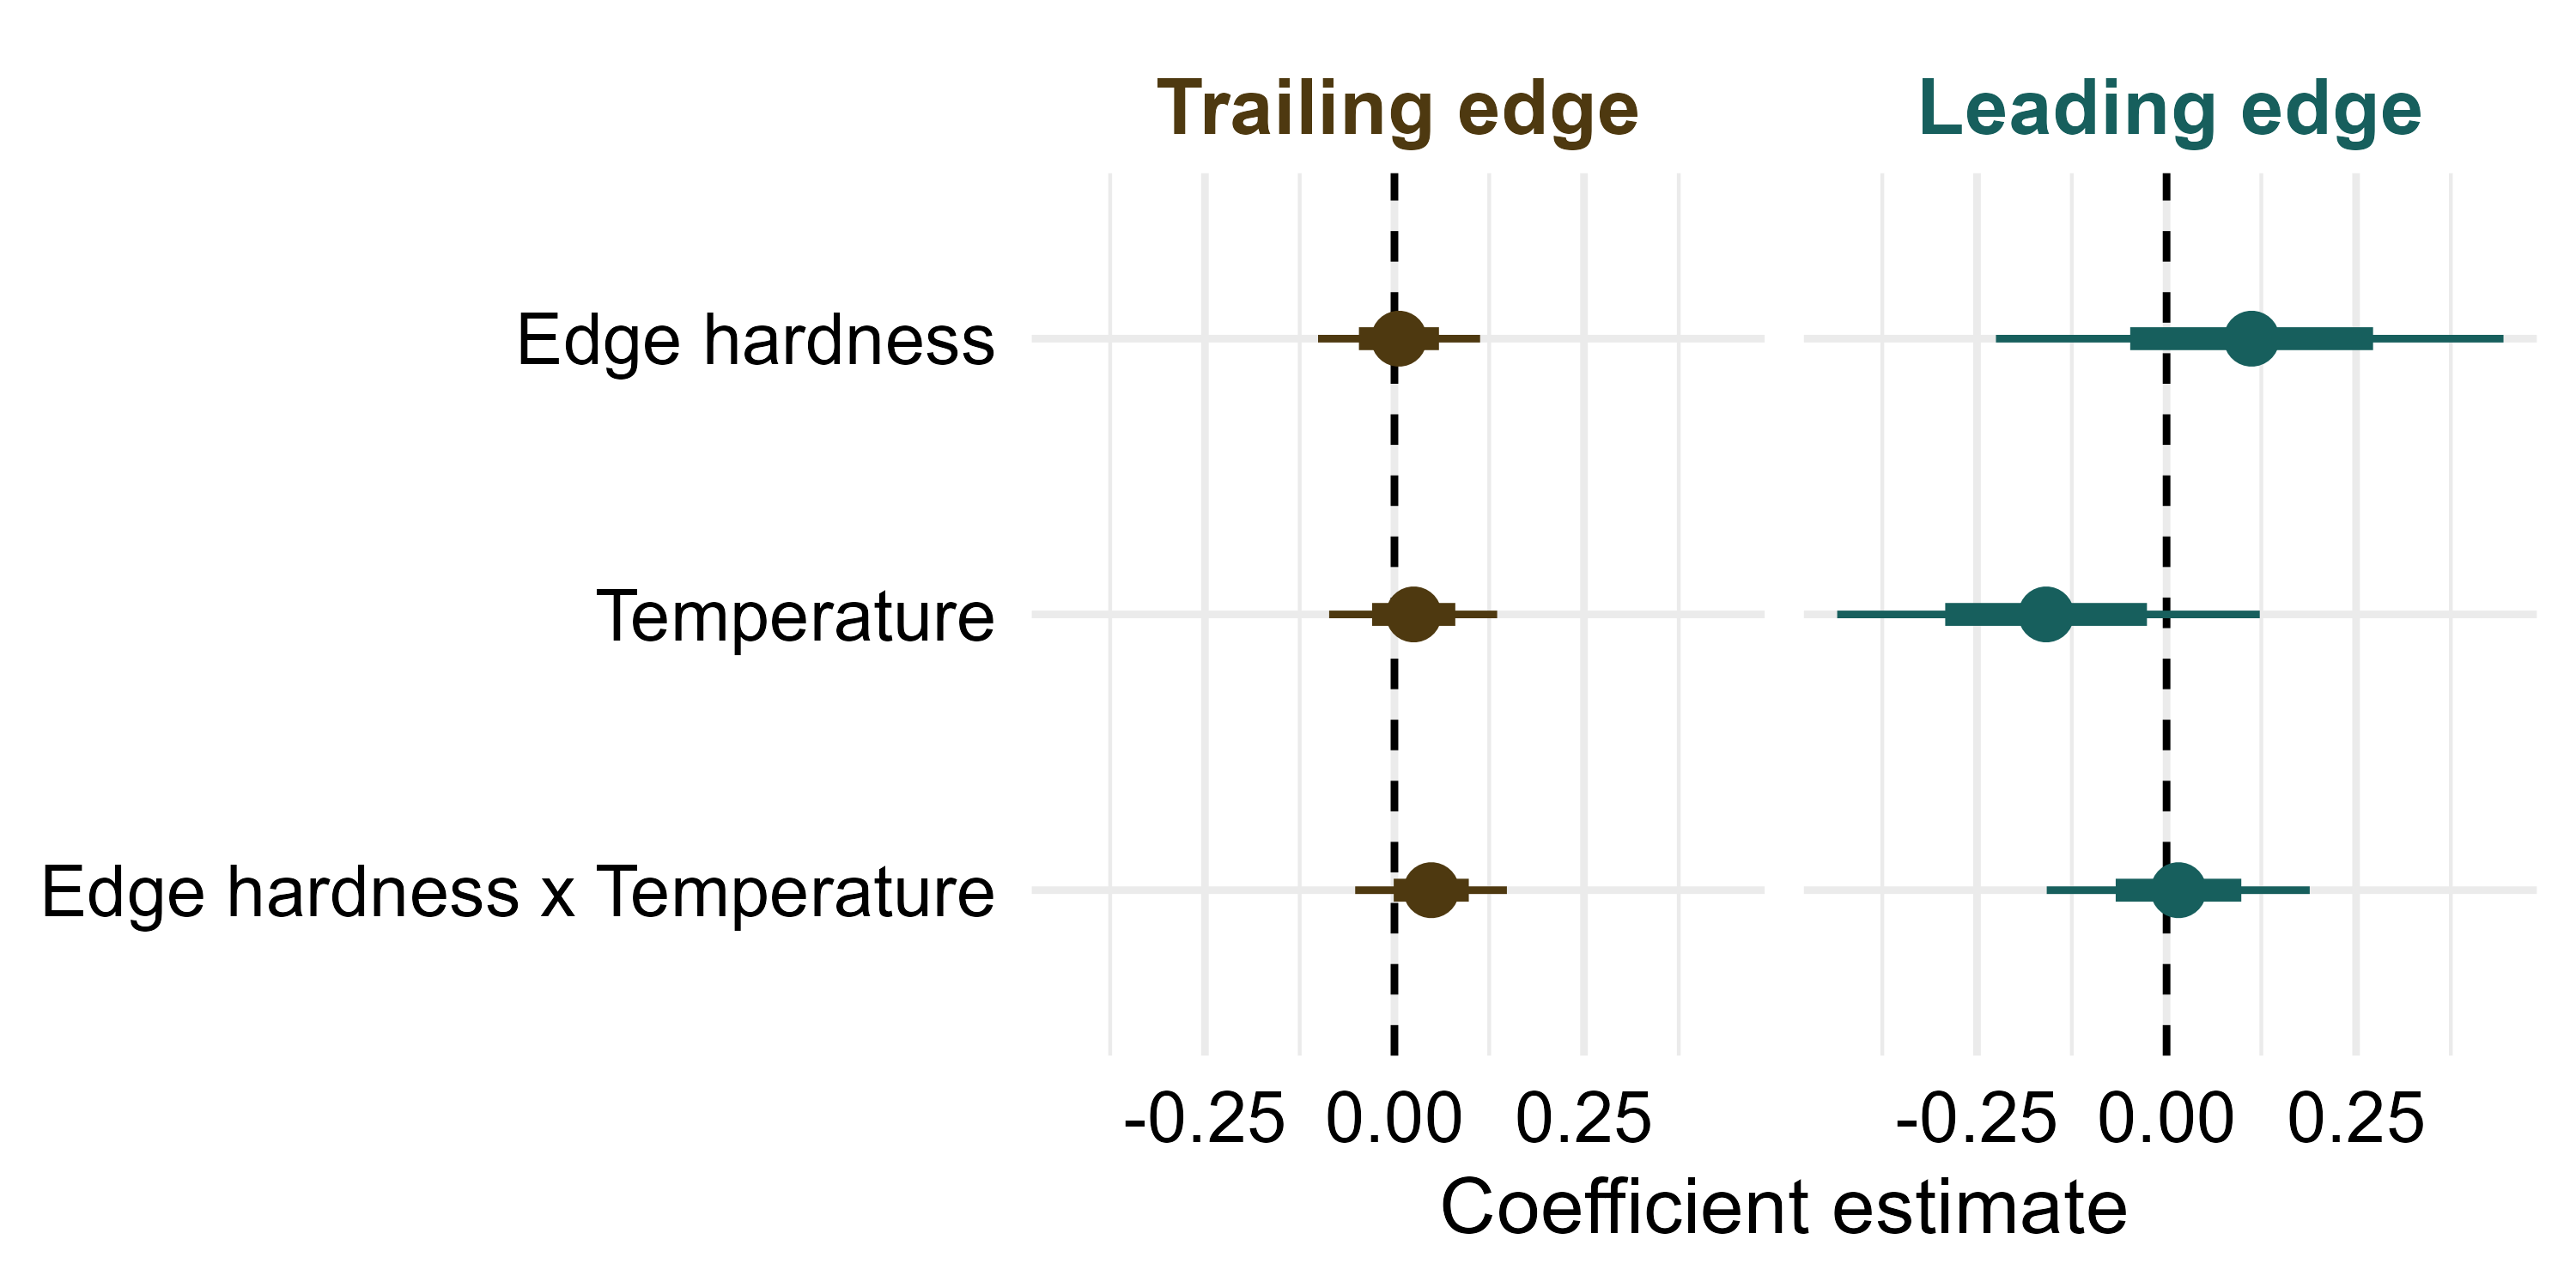 Trailing edge
Leading edge
Edge hardness
Temperature
Edge hardness x Temperature
-0.25 0.00 0.25
-0.25 0.00 0.25
Coefficient estimate